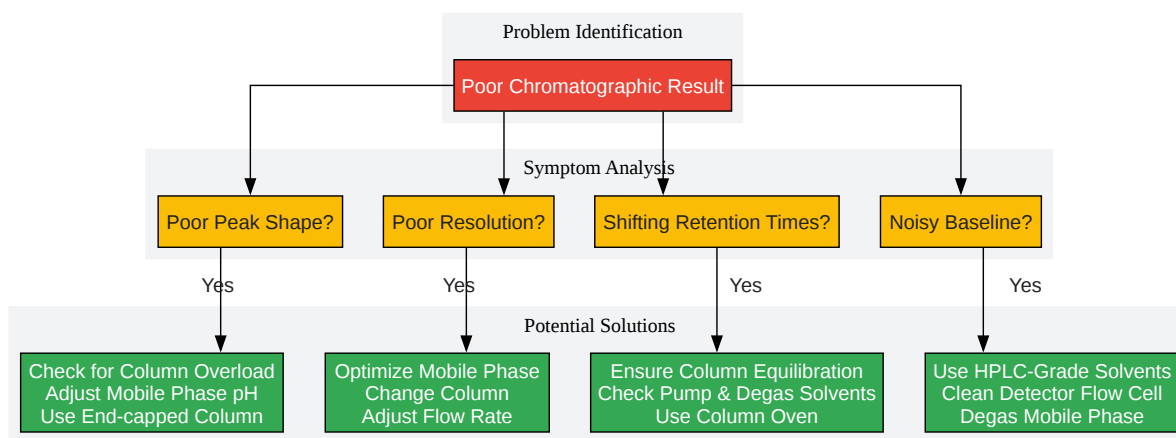 Problem Identification
Poor Chromatographic Result
Symptom Analysis
Poor Peak Shape?
Poor Resolution?
Shifting Retention Times?
Noisy Baseline?
Yes
Yes
Yes
Yes
Potential Solutions
Check for Column Overload
Adjust Mobile Phase pH
Use End-capped Column
Optimize Mobile Phase
Change Column
Adjust Flow Rate
Ensure Column Equilibration
Check Pump & Degas Solvents
Use Column Oven
Use HPLC-Grade Solvents
Clean Detector Flow Cell
Degas Mobile Phase